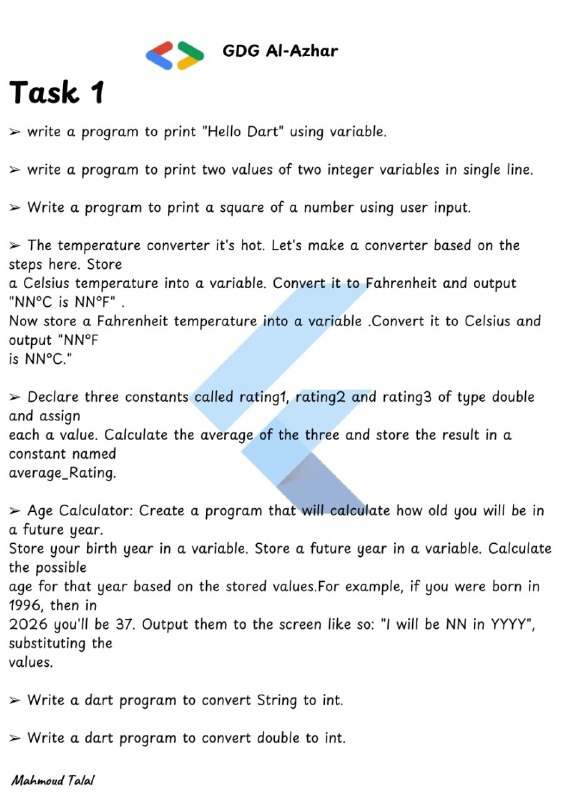 GDG Al-Azhar
Task 1
➢ write a program to print "Hello Dart" using variable.
➢ write a program to print two values of two integer variables in single line.
➢ Write a program to print a square of a number using user input.
➢ The temperature converter it's hot. Let's make a converter based on the
steps here. Store
a Celsius temperature into a variable. Convert it to Fahrenheit and output
"NN°C is NN°F" .
Now store a Fahrenheit temperature into a variable .Convert it to Celsius and
output "NN°F
is NN°C."
➢ Declare three constants called rating1, rating2 and rating3 of type double
and assign
each a value. Calculate the average of the three and store the result in a
constant named
average_Rating.
➢ Age Calculator: Create a program that will calculate how old you will be in
a future year.
Store your birth year in a variable. Store a future year in a variable. Calculate
the possible
age for that year based on the stored values.For example, if you were born in
1996, then in
2026 you'll be 37. Output them to the screen like so: "I will be NN in YYYY",
substituting the
values.
➢ Write a dart program to convert String to int.
➢ Write a dart program to convert double to int.
Mahmoud Talal